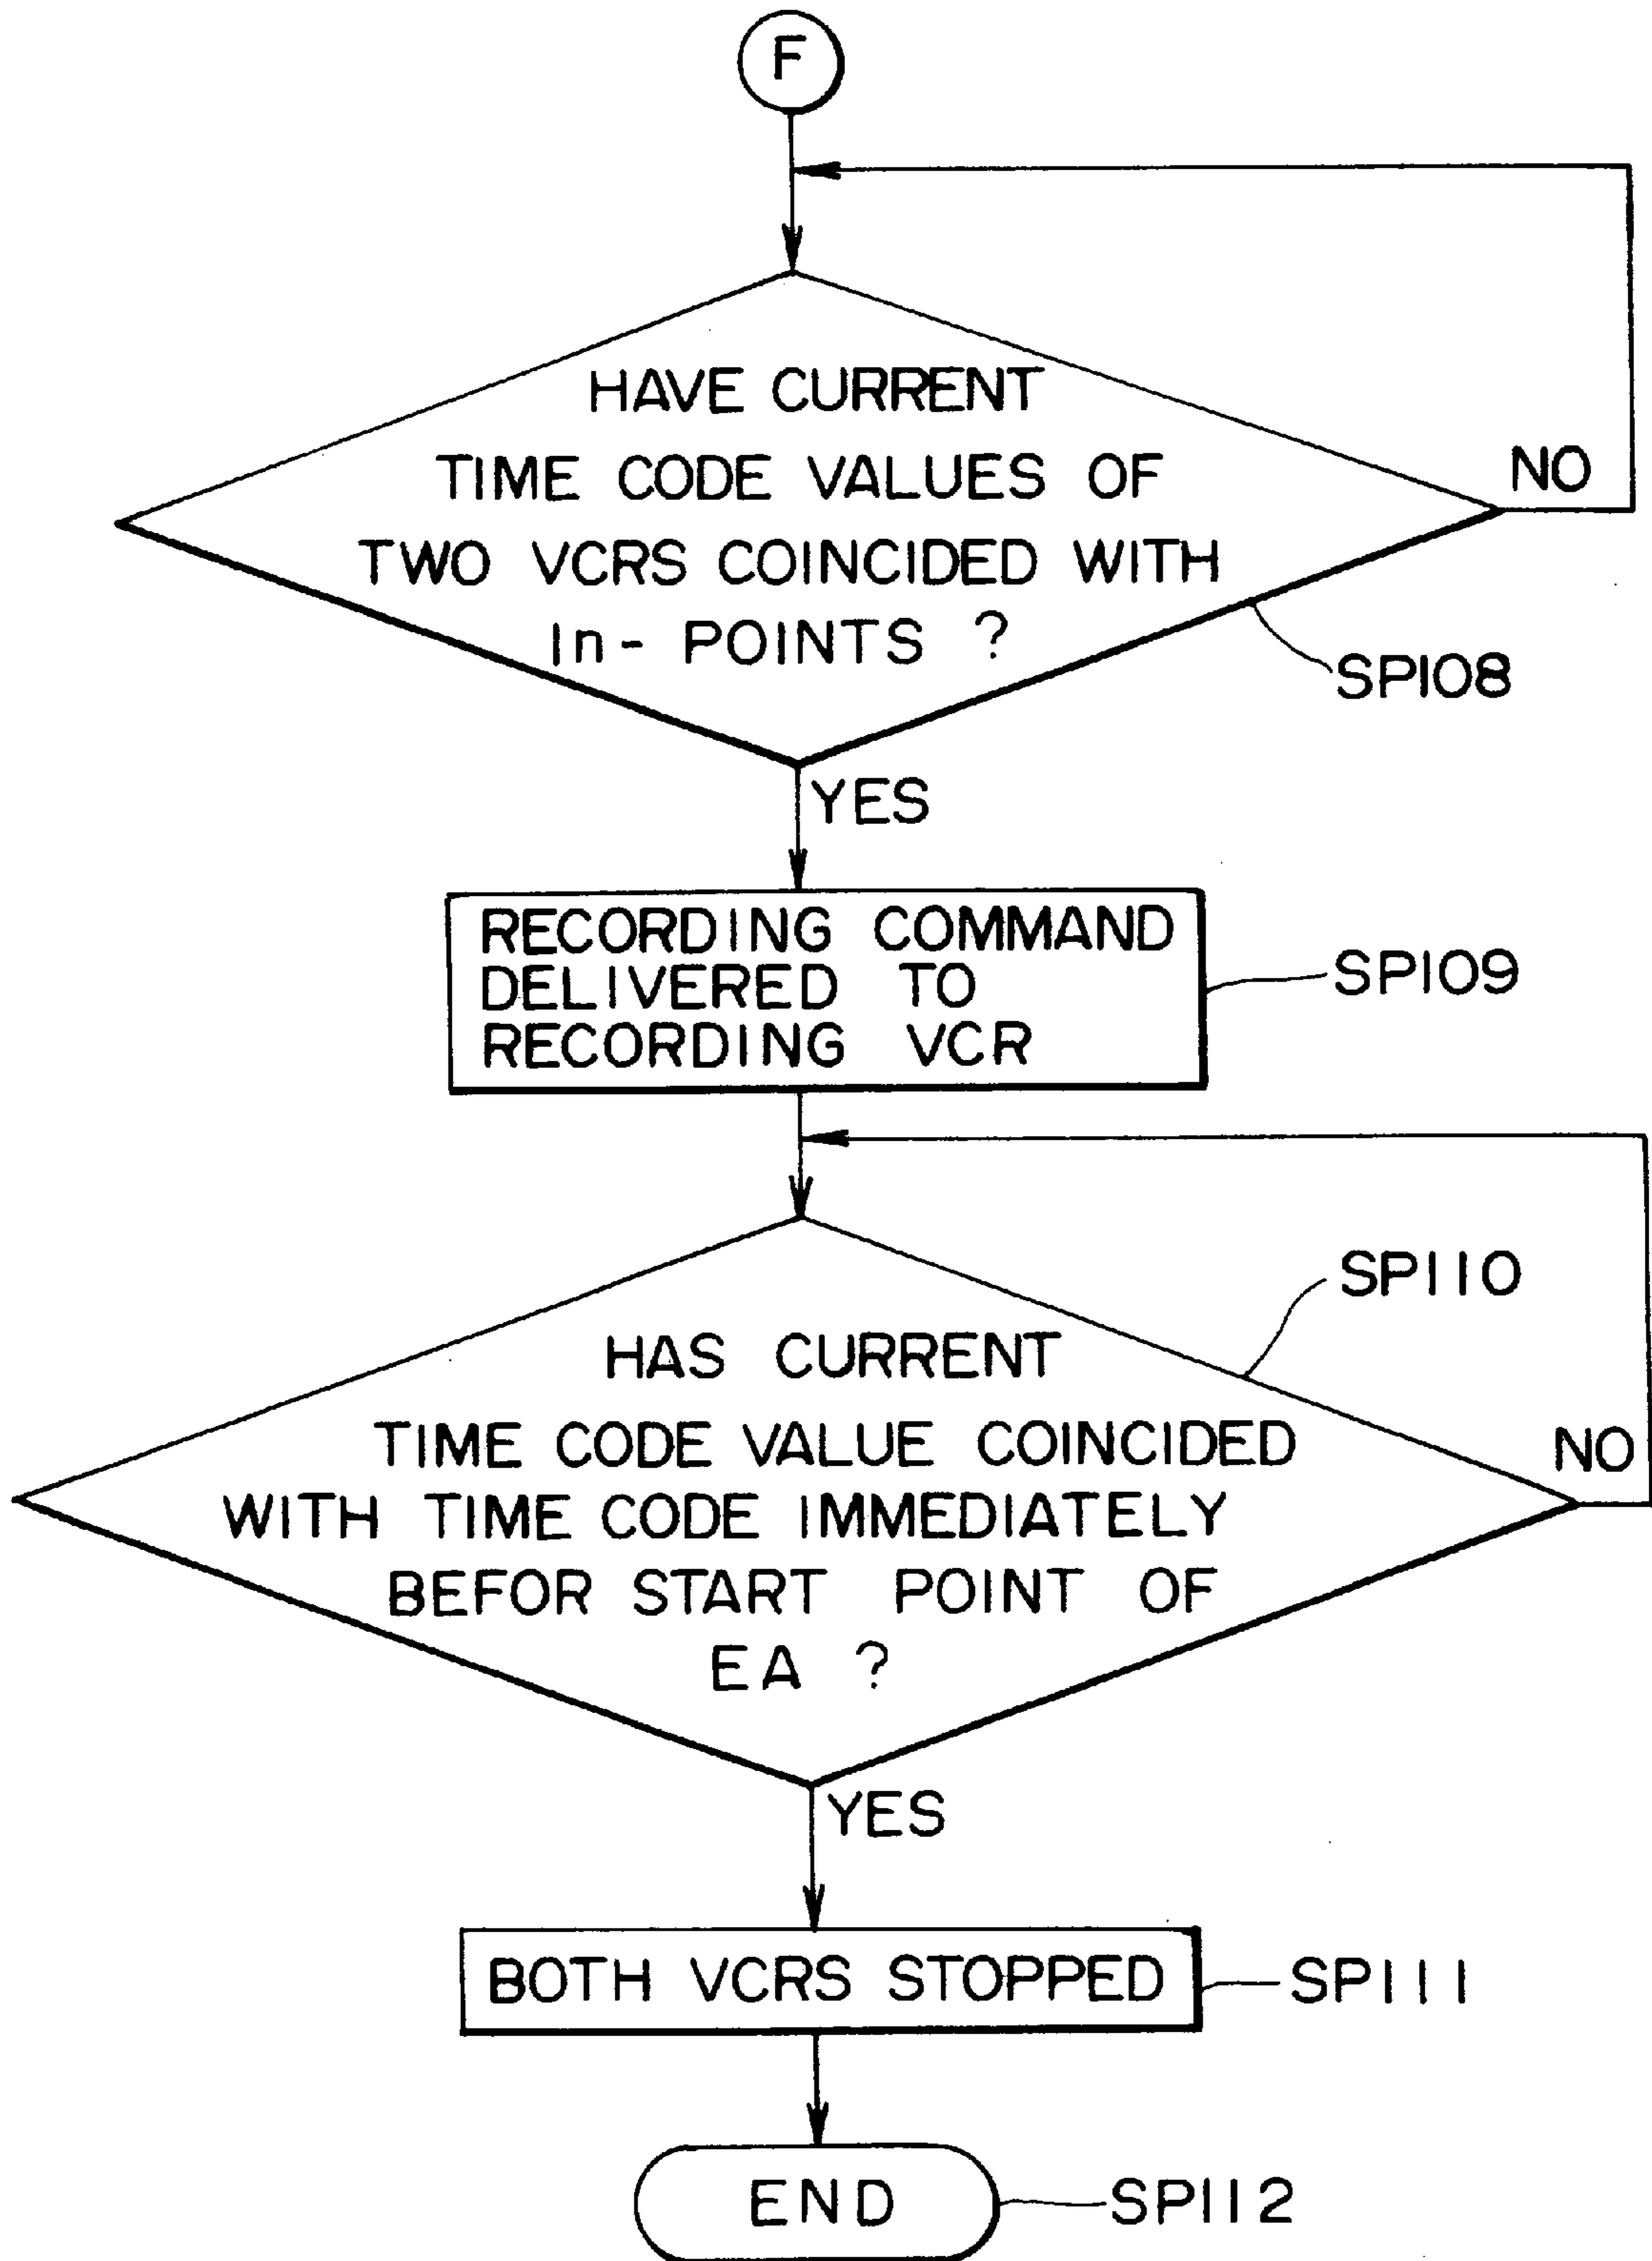 F
HAVE CURRENT
TIME CODE VALUES OF
TWO VCRS COINCIDED WITH
In- POINTS ?
NO
SP108
YES
RECORDING COMMAND
DELIVERED TO
RECORDING VCR
SP109
SP110
HAS CURRENT
TIME CODE VALUE COINCIDED
WITH TIME CODE IMMEDIATELY
BEFOR START POINT OF
EA ?
NO
YES
BOTH VCRS STOPPED
SP111
END
SP112